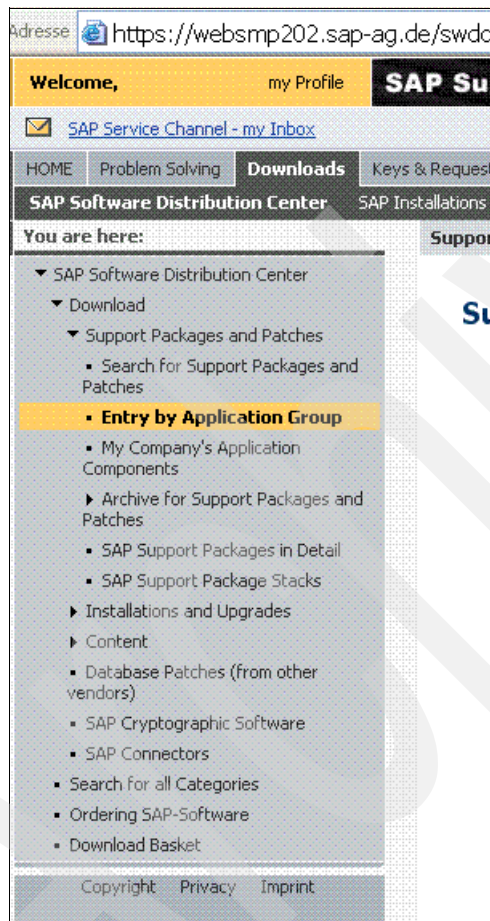 Adresse https://websmp202.sap-ag.de/swdc
Welcome, my Profile SAP Su
SAP Service Channel - my Inbox
HOME Problem Solving Downloads Keys & Request
SAP Software Distribution Center SAP Installations
You are here: Suppor
SAP Software Distribution Center
Download
Su
Support Packages and Patches
Search for Support Packages and
Patches
Entry by Application Group
My Company's Application
Components
Archive for Support Packages and
Patches
SAP Support Packages in Detail
SAP Support Package Stacks
Installations and Upgrades
Content
Database Patches (from other
vendors)
SAP Cryptographic Software
SAP Connectors
Search for all Categories
Ordering SAP-Software
Download Basket
Copyright Privacy Imprint